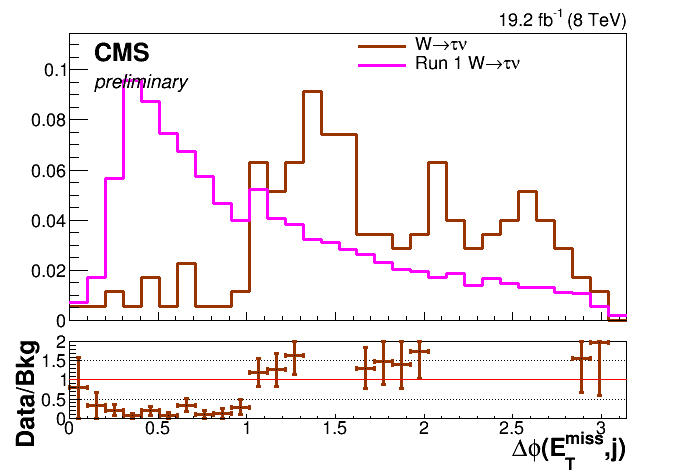 19.2 fb⁻¹ (8 TeV)
CMS
preliminary
W→τν
Run 1 W→τν
0.1
0.08
0.06
0.04
0.02
0
Data/Bkg
2
1.5
1
0.5
0
0 0.5 1 1.5 2 2.5 3
Δϕ(E_T^miss,j)